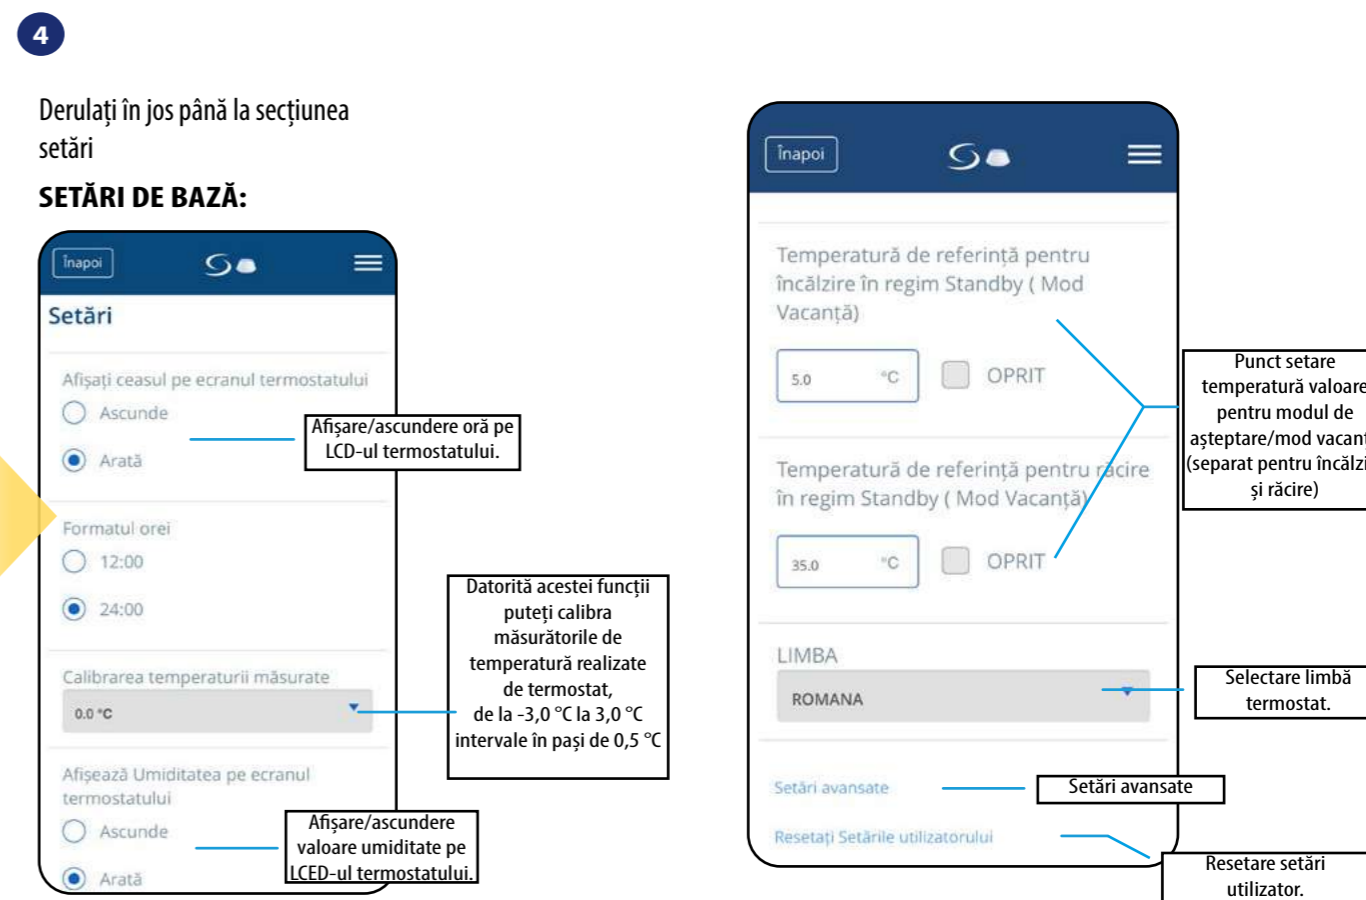 4
Derulați în jos până la secțiunea
setări
SETĂRI DE BAZĂ:
Înapoi
Setări
Afișați ceasul pe ecranul termostatului
Ascunde
Arată
Afișare/ascundere oră pe
LCD-ul termostatului.
Formatul orei
12:00
24:00
Calibrarea temperaturii măsurate
0.0 °C
Datorită acestei funcții
puteți calibra
măsurătorile de
temperatură realizate
de termostat,
de la -3,0 °C la 3,0 °C
intervale în pași de 0,5 °C
Afișează Umiditatea pe ecranul
termostatului
Ascunde
Arată
Afișare/ascundere
valoare umiditate pe
LCED-ul termostatului.
Înapoi
Temperatură de referință pentru
încălzire în regim Standby ( Mod
Vacanță)
5.0 °C OPRIT
Temperatură de referință pentru răcire
în regim Standby ( Mod Vacanță)
35.0 °C OPRIT
Punct setare
temperatură valoare
pentru modul de
așteptare/mod vacanț
(separat pentru încălzi
și răcire)
LIMBA
ROMANA
Selectare limbă
termostat.
Setări avansate
Setări avansate
Resetați Setările utilizatorului
Resetare setări
utilizator.